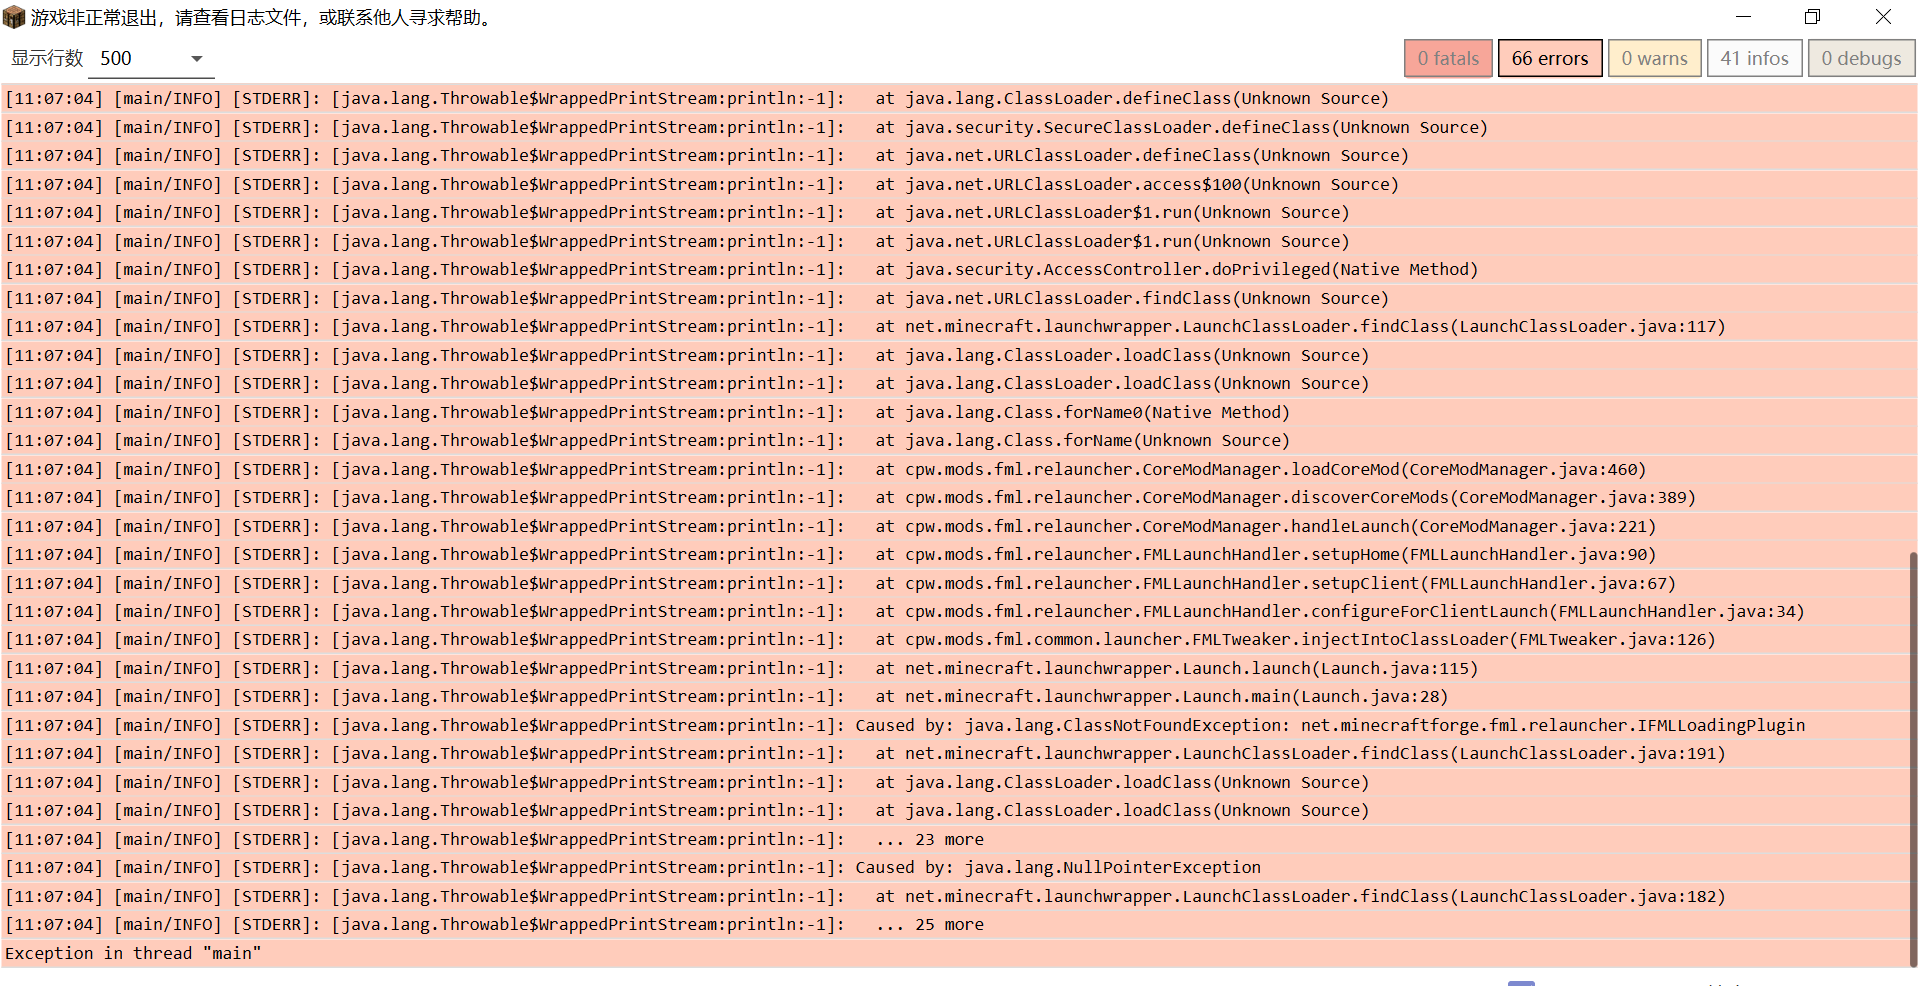 游戏非正常退出，请查看日志文件，或联系他人寻求帮助。
显示行数 500 0 fatals 66 errors 0 warns 41 infos 0 debugs
[11:07:04] [main/INFO] [STDERR]: [java.lang.Throwable$WrappedPrintStream:println:-1]: at java.lang.ClassLoader.defineClass(Unknown Source)
[11:07:04] [main/INFO] [STDERR]: [java.lang.Throwable$WrappedPrintStream:println:-1]: at java.security.SecureClassLoader.defineClass(Unknown Source)
[11:07:04] [main/INFO] [STDERR]: [java.lang.Throwable$WrappedPrintStream:println:-1]: at java.net.URLClassLoader.defineClass(Unknown Source)
[11:07:04] [main/INFO] [STDERR]: [java.lang.Throwable$WrappedPrintStream:println:-1]: at java.net.URLClassLoader.access$100(Unknown Source)
[11:07:04] [main/INFO] [STDERR]: [java.lang.Throwable$WrappedPrintStream:println:-1]: at java.net.URLClassLoader$1.run(Unknown Source)
[11:07:04] [main/INFO] [STDERR]: [java.lang.Throwable$WrappedPrintStream:println:-1]: at java.net.URLClassLoader$1.run(Unknown Source)
[11:07:04] [main/INFO] [STDERR]: [java.lang.Throwable$WrappedPrintStream:println:-1]: at java.security.AccessController.doPrivileged(Native Method)
[11:07:04] [main/INFO] [STDERR]: [java.lang.Throwable$WrappedPrintStream:println:-1]: at java.net.URLClassLoader.findClass(Unknown Source)
[11:07:04] [main/INFO] [STDERR]: [java.lang.Throwable$WrappedPrintStream:println:-1]: at net.minecraft.launchwrapper.LaunchClassLoader.findClass(LaunchClassLoader.java:117)
[11:07:04] [main/INFO] [STDERR]: [java.lang.Throwable$WrappedPrintStream:println:-1]: at java.lang.ClassLoader.loadClass(Unknown Source)
[11:07:04] [main/INFO] [STDERR]: [java.lang.Throwable$WrappedPrintStream:println:-1]: at java.lang.ClassLoader.loadClass(Unknown Source)
[11:07:04] [main/INFO] [STDERR]: [java.lang.Throwable$WrappedPrintStream:println:-1]: at java.lang.Class.forName0(Native Method)
[11:07:04] [main/INFO] [STDERR]: [java.lang.Throwable$WrappedPrintStream:println:-1]: at java.lang.Class.forName(Unknown Source)
[11:07:04] [main/INFO] [STDERR]: [java.lang.Throwable$WrappedPrintStream:println:-1]: at cpw.mods.fml.relauncher.CoreModManager.loadCoreMod(CoreModManager.java:460)
[11:07:04] [main/INFO] [STDERR]: [java.lang.Throwable$WrappedPrintStream:println:-1]: at cpw.mods.fml.relauncher.CoreModManager.discoverCoreMods(CoreModManager.java:389)
[11:07:04] [main/INFO] [STDERR]: [java.lang.Throwable$WrappedPrintStream:println:-1]: at cpw.mods.fml.relauncher.CoreModManager.handleLaunch(CoreModManager.java:221)
[11:07:04] [main/INFO] [STDERR]: [java.lang.Throwable$WrappedPrintStream:println:-1]: at cpw.mods.fml.relauncher.FMLLaunchHandler.setupHome(FMLLaunchHandler.java:90)
[11:07:04] [main/INFO] [STDERR]: [java.lang.Throwable$WrappedPrintStream:println:-1]: at cpw.mods.fml.relauncher.FMLLaunchHandler.setupClient(FMLLaunchHandler.java:67)
[11:07:04] [main/INFO] [STDERR]: [java.lang.Throwable$WrappedPrintStream:println:-1]: at cpw.mods.fml.relauncher.FMLLaunchHandler.configureForClientLaunch(FMLLaunchHandler.java:34)
[11:07:04] [main/INFO] [STDERR]: [java.lang.Throwable$WrappedPrintStream:println:-1]: at cpw.mods.fml.common.launcher.FMLTweaker.injectIntoClassLoader(FMLTweaker.java:126)
[11:07:04] [main/INFO] [STDERR]: [java.lang.Throwable$WrappedPrintStream:println:-1]: at net.minecraft.launchwrapper.Launch.launch(Launch.java:115)
[11:07:04] [main/INFO] [STDERR]: [java.lang.Throwable$WrappedPrintStream:println:-1]: at net.minecraft.launchwrapper.Launch.main(Launch.java:28)
[11:07:04] [main/INFO] [STDERR]: [java.lang.Throwable$WrappedPrintStream:println:-1]: Caused by: java.lang.ClassNotFoundException: net.minecraftforge.fml.relauncher.IFMLLoadingPlugin
[11:07:04] [main/INFO] [STDERR]: [java.lang.Throwable$WrappedPrintStream:println:-1]: at net.minecraft.launchwrapper.LaunchClassLoader.findClass(LaunchClassLoader.java:191)
[11:07:04] [main/INFO] [STDERR]: [java.lang.Throwable$WrappedPrintStream:println:-1]: at java.lang.ClassLoader.loadClass(Unknown Source)
[11:07:04] [main/INFO] [STDERR]: [java.lang.Throwable$WrappedPrintStream:println:-1]: at java.lang.ClassLoader.loadClass(Unknown Source)
[11:07:04] [main/INFO] [STDERR]: [java.lang.Throwable$WrappedPrintStream:println:-1]: ... 23 more
[11:07:04] [main/INFO] [STDERR]: [java.lang.Throwable$WrappedPrintStream:println:-1]: Caused by: java.lang.NullPointerException
[11:07:04] [main/INFO] [STDERR]: [java.lang.Throwable$WrappedPrintStream:println:-1]: at net.minecraft.launchwrapper.LaunchClassLoader.findClass(LaunchClassLoader.java:182)
[11:07:04] [main/INFO] [STDERR]: [java.lang.Throwable$WrappedPrintStream:println:-1]: ... 25 more
Exception in thread "main"